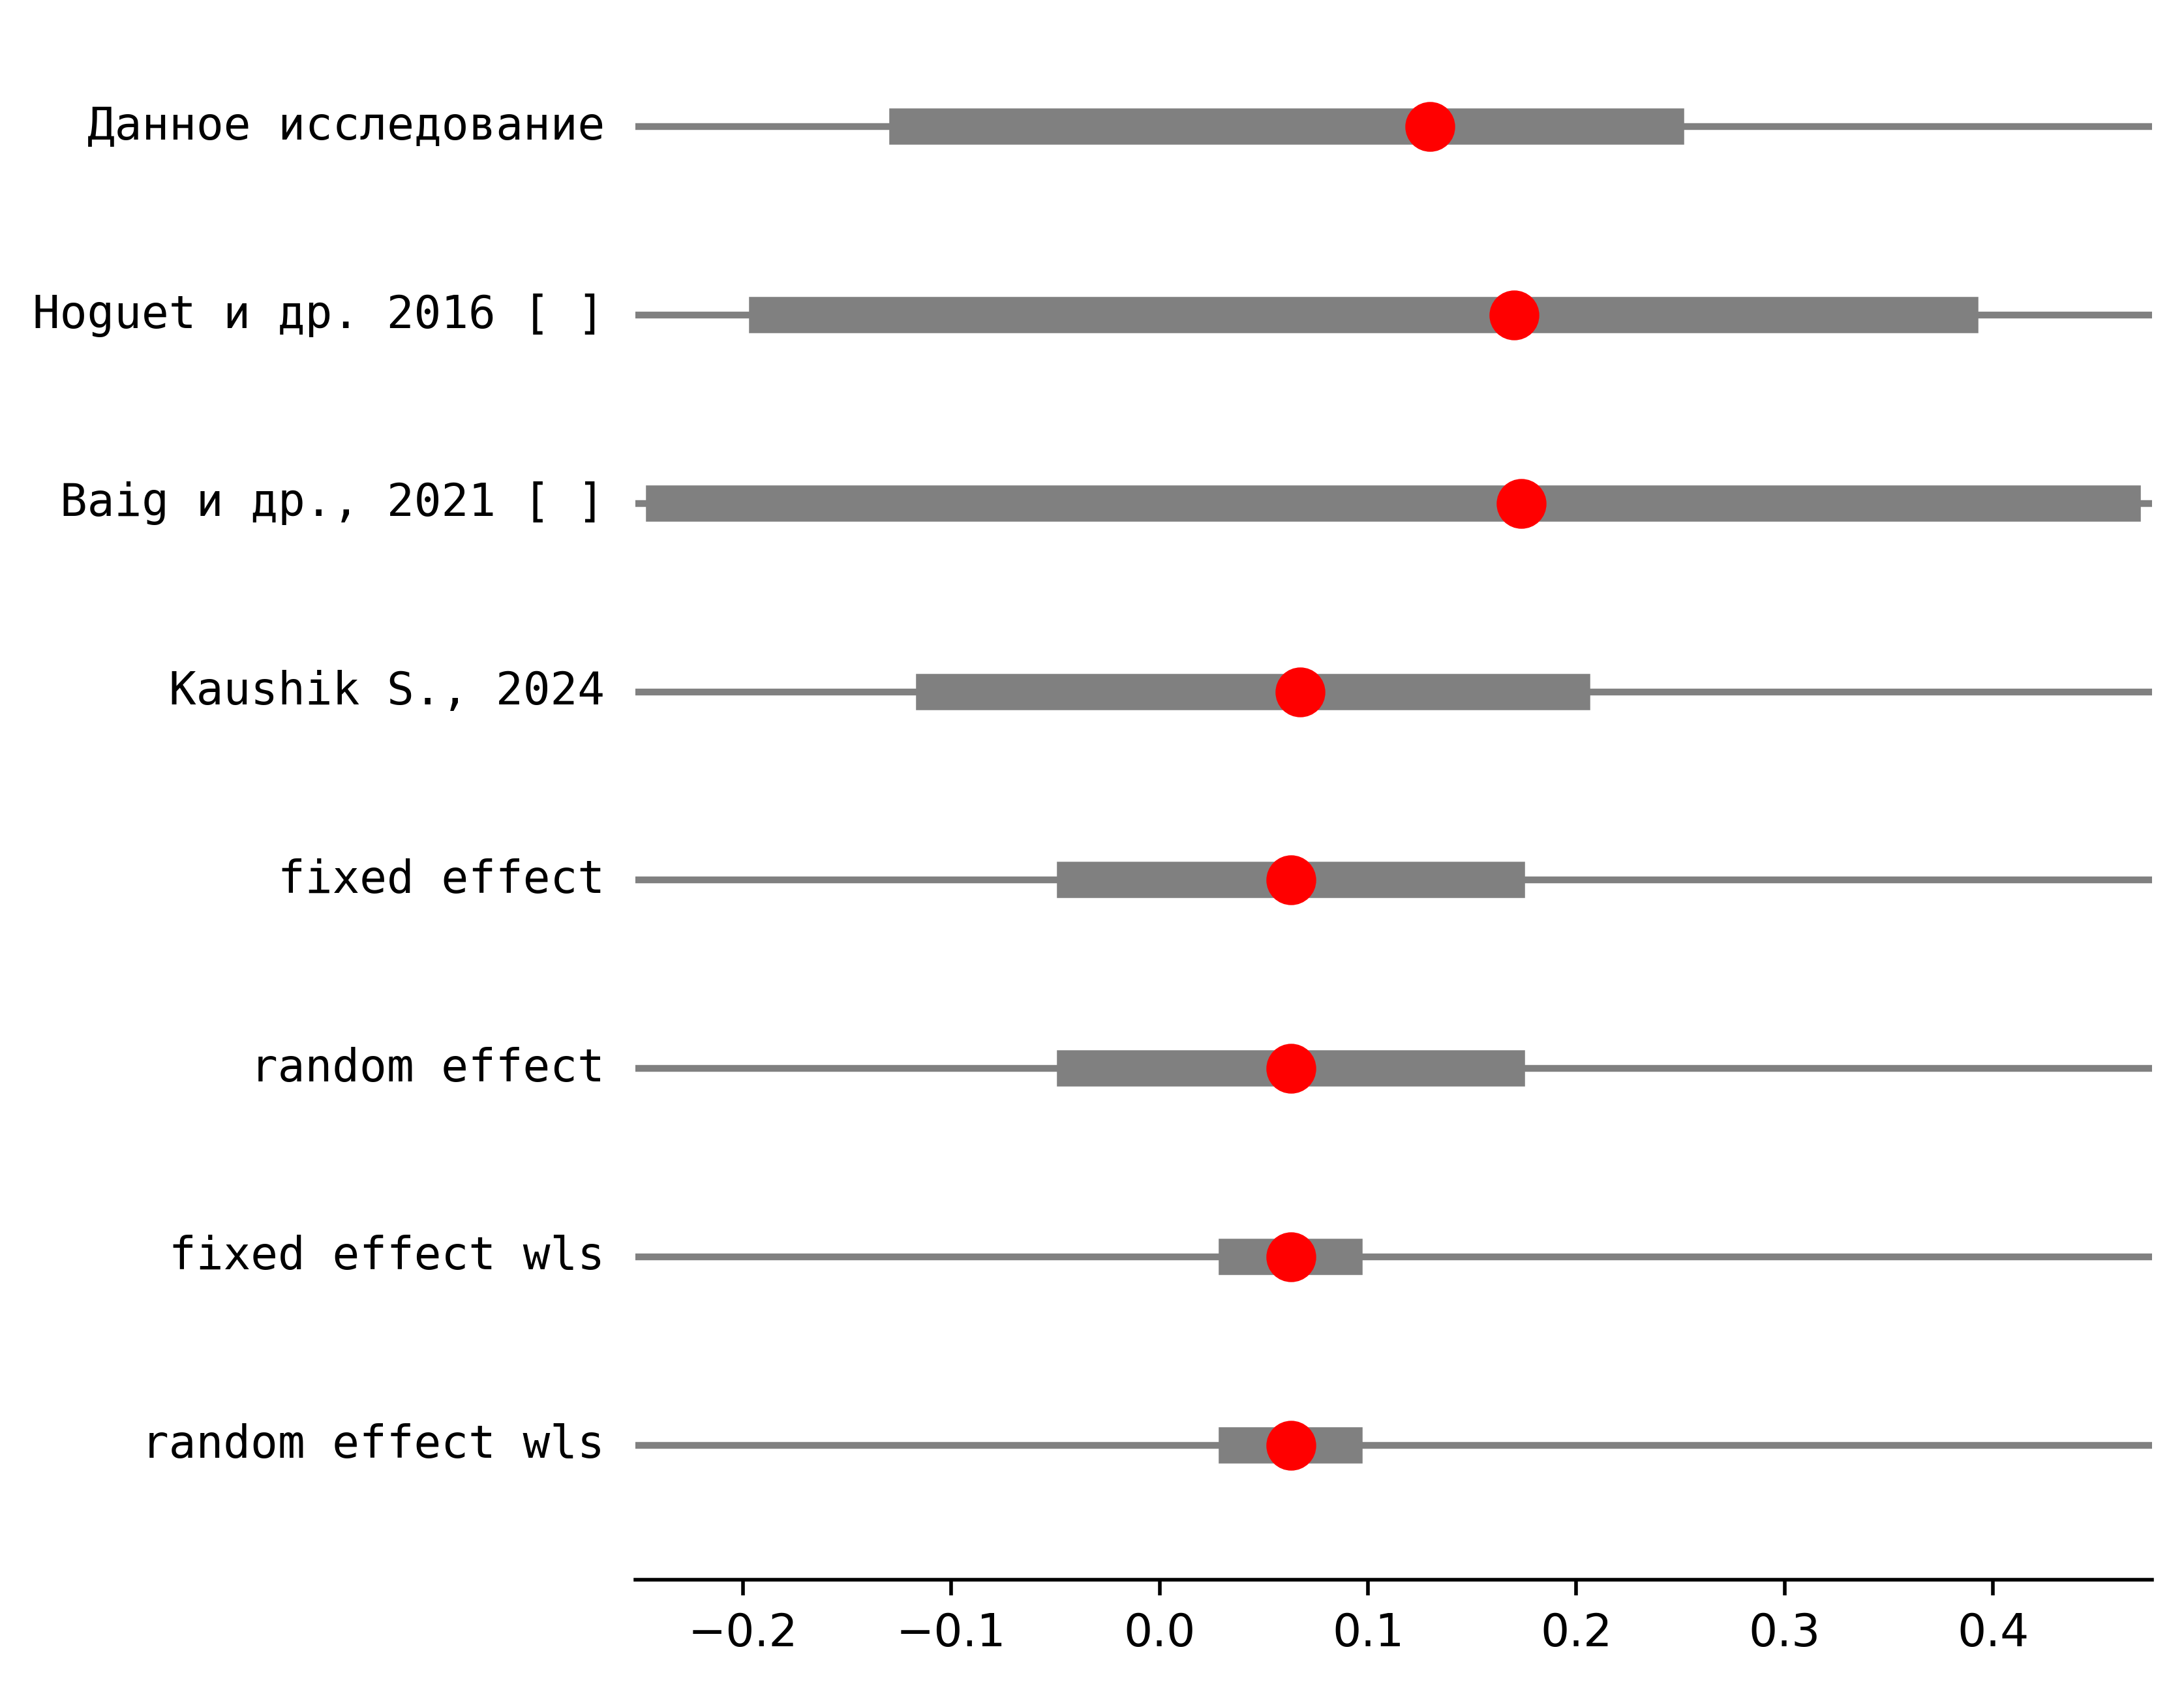 Данное исследование
Hoguet и др. 2016 [ ]
Baig и др., 2021 [ ]
Kaushik S., 2024
fixed effect
random effect
fixed effect wls
random effect wls
−0.2 −0.1 0.0 0.1 0.2 0.3 0.4